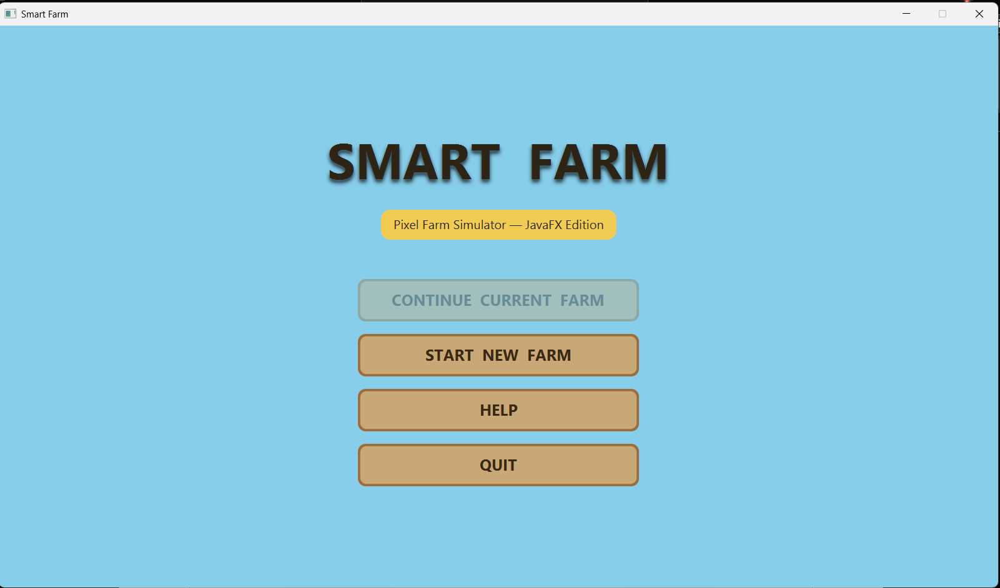 Smart Farm
SMART FARM
Pixel Farm Simulator — JavaFX Edition
CONTINUE CURRENT FARM
START NEW FARM
HELP
QUIT